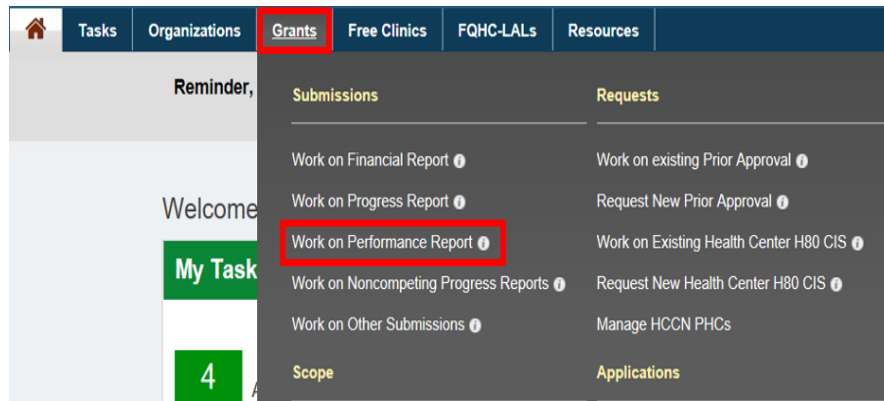 Tasks
Organizations
Grants
Free Clinics
FQHC-LALs
Resources
Reminder,
Welcome
My Task
4
Submissions
Work on Financial Report
Work on Progress Report
Work on Performance Report
Work on Noncompeting Progress Reports
Work on Other Submissions
Scope
Requests
Work on existing Prior Approval
Request New Prior Approval
Work on Existing Health Center H80 CIS
Request New Health Center H80 CIS
Manage HCCN PHCs
Applications